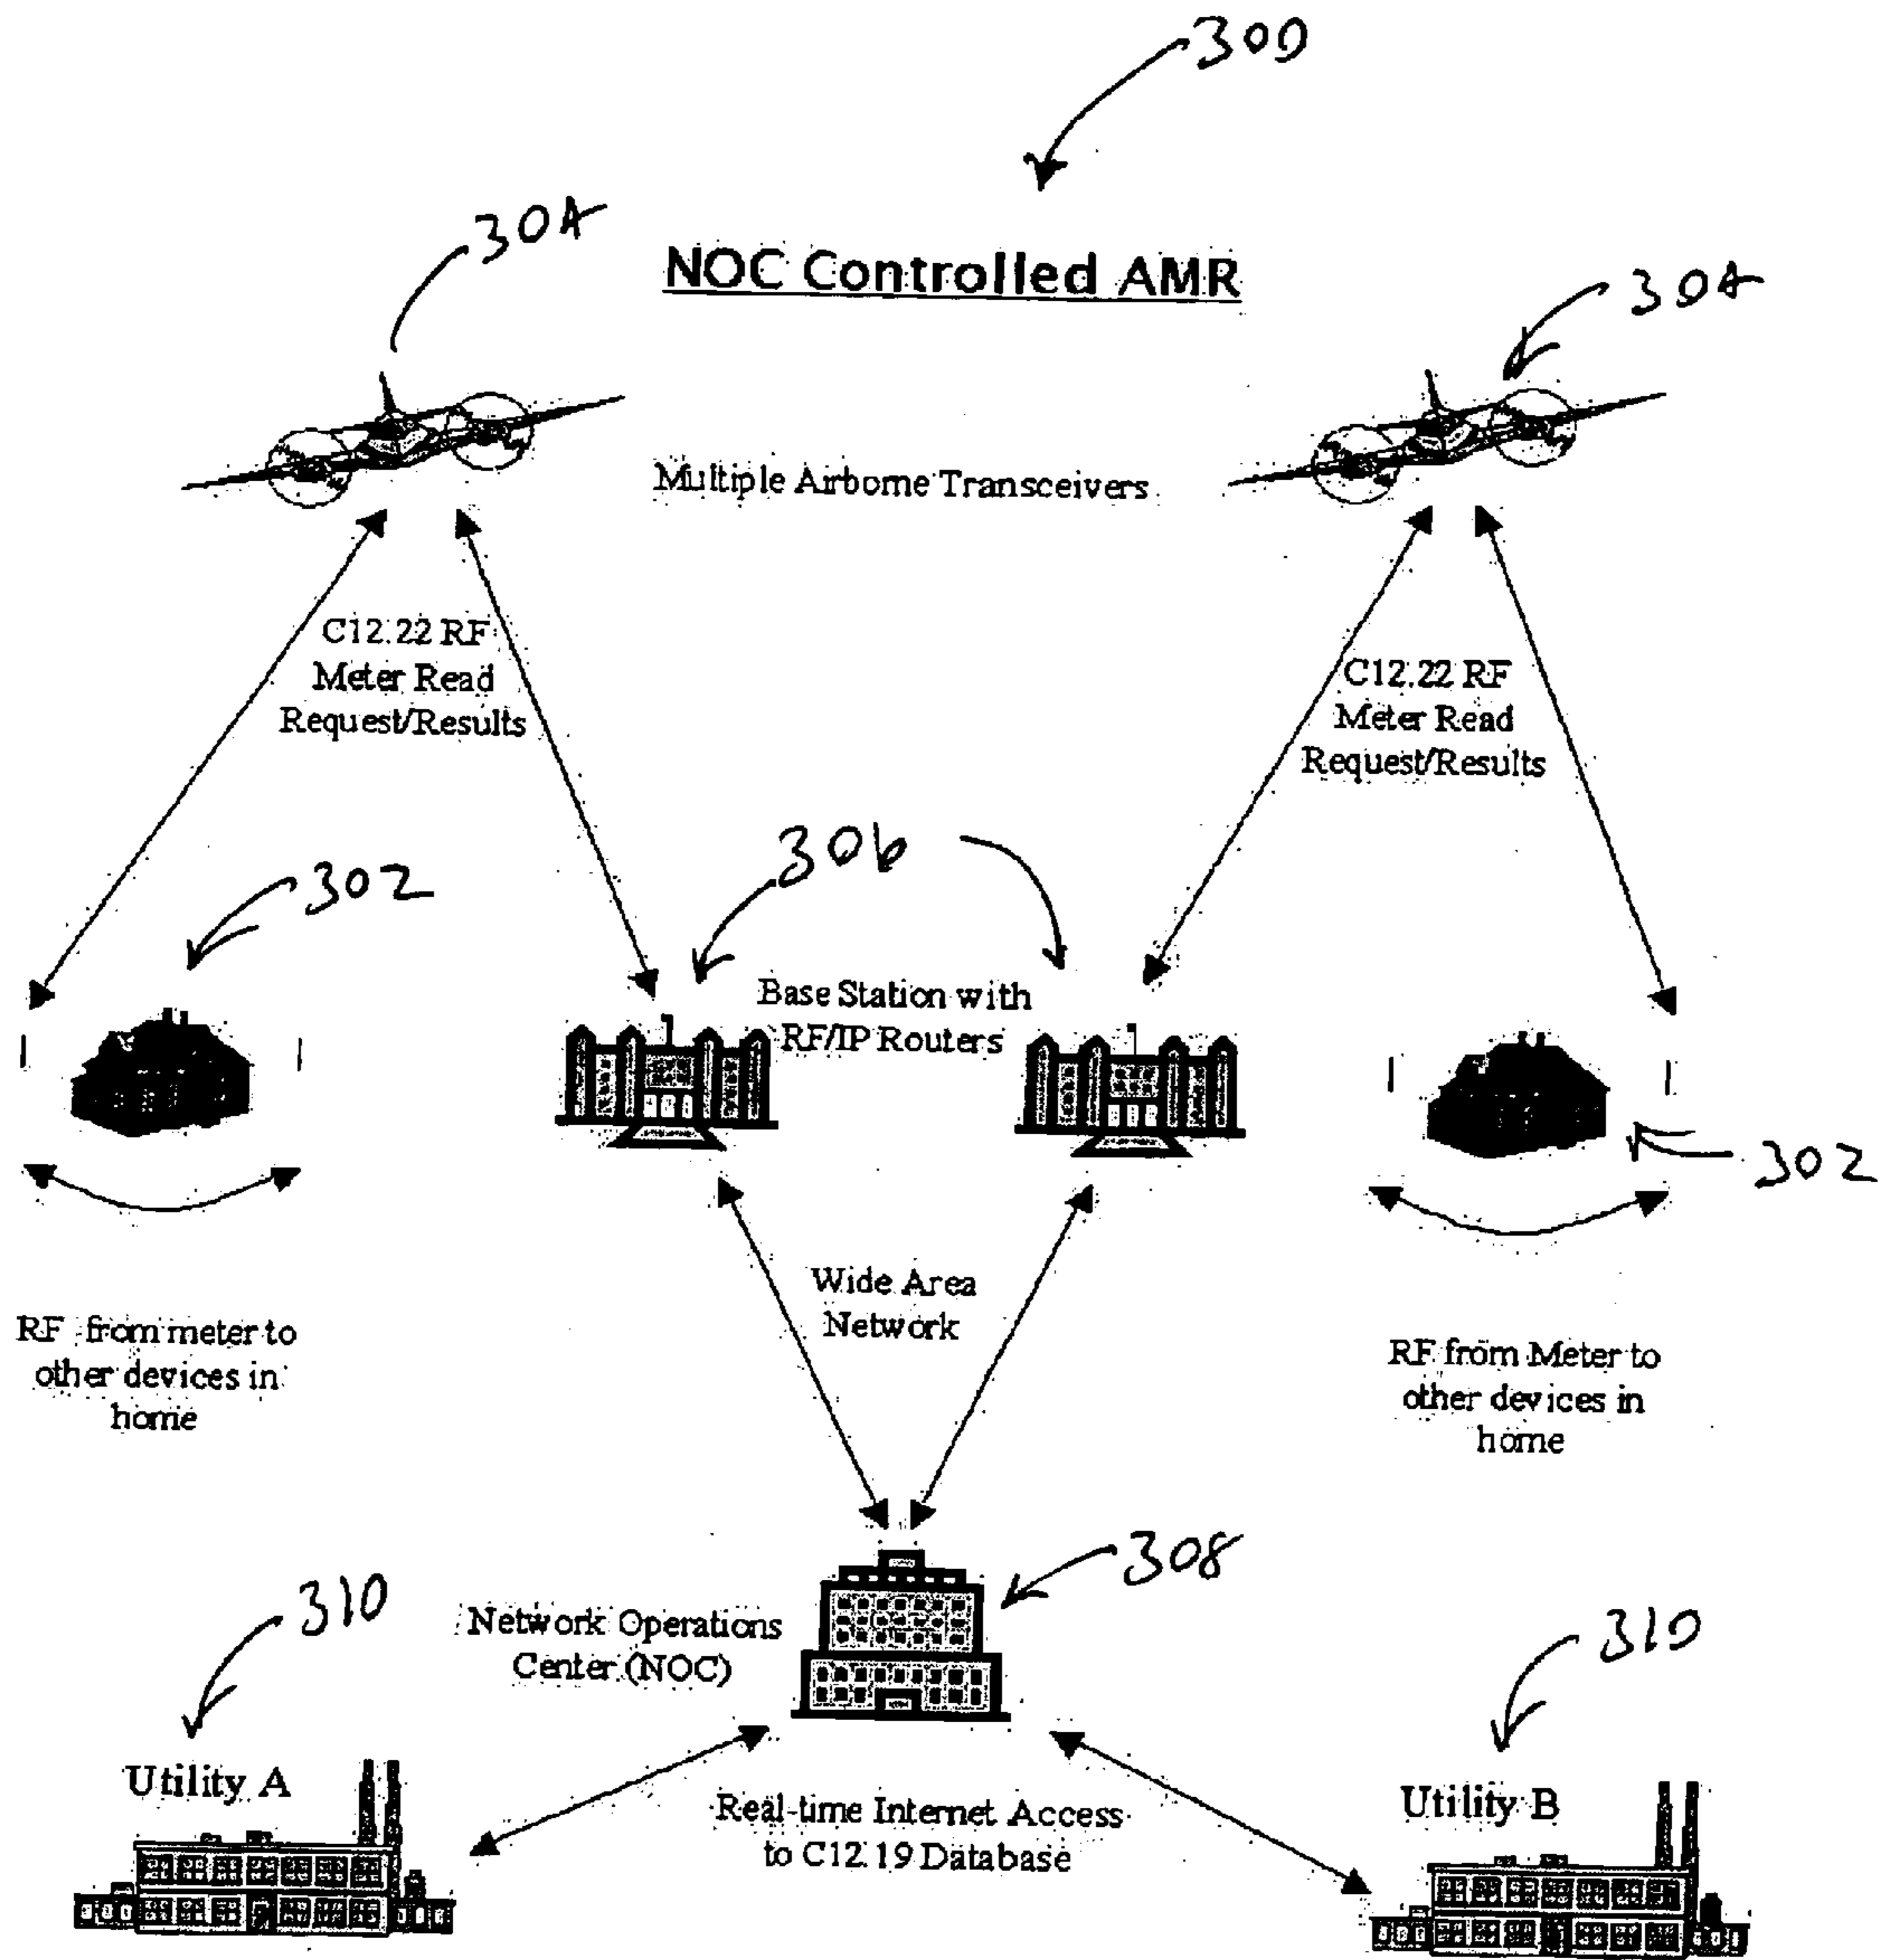 300
304
NOC Controlled AMR
304
Multiple Airborne Transceivers
C12.22 RF
Meter Read
Request/Results
C12.22 RF
Meter Read
Request/Results
306
302
Base Station with
RF/IP Routers
302
Wide Area
Network
RF from meter to
other devices in
home
RF from Meter to
other devices in
home
308
310
Network Operations
Center (NOC)
310
Utility A
Real-time Internet Access
to C12.19 Database
Utility B